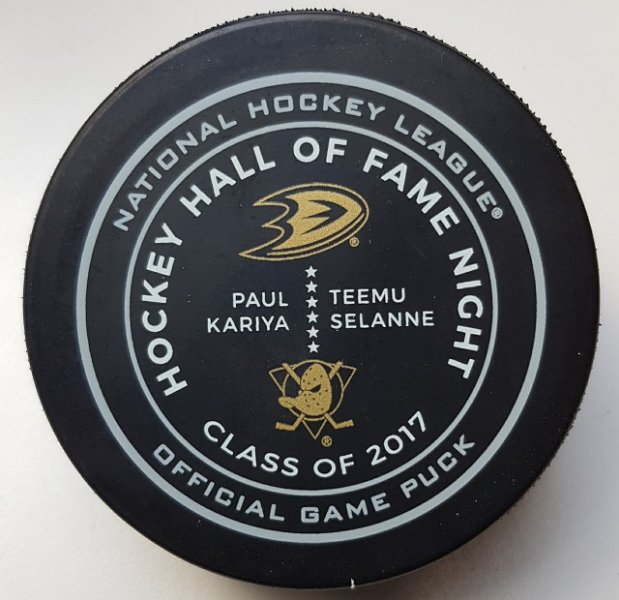 NATIONAL HOCKEY LEAGUE®
HOCKEY HALL OF FAME NIGHT
®
PAUL KARIYA
TEEMU SELANNE
®
CLASS OF 2017
OFFICIAL GAME PUCK